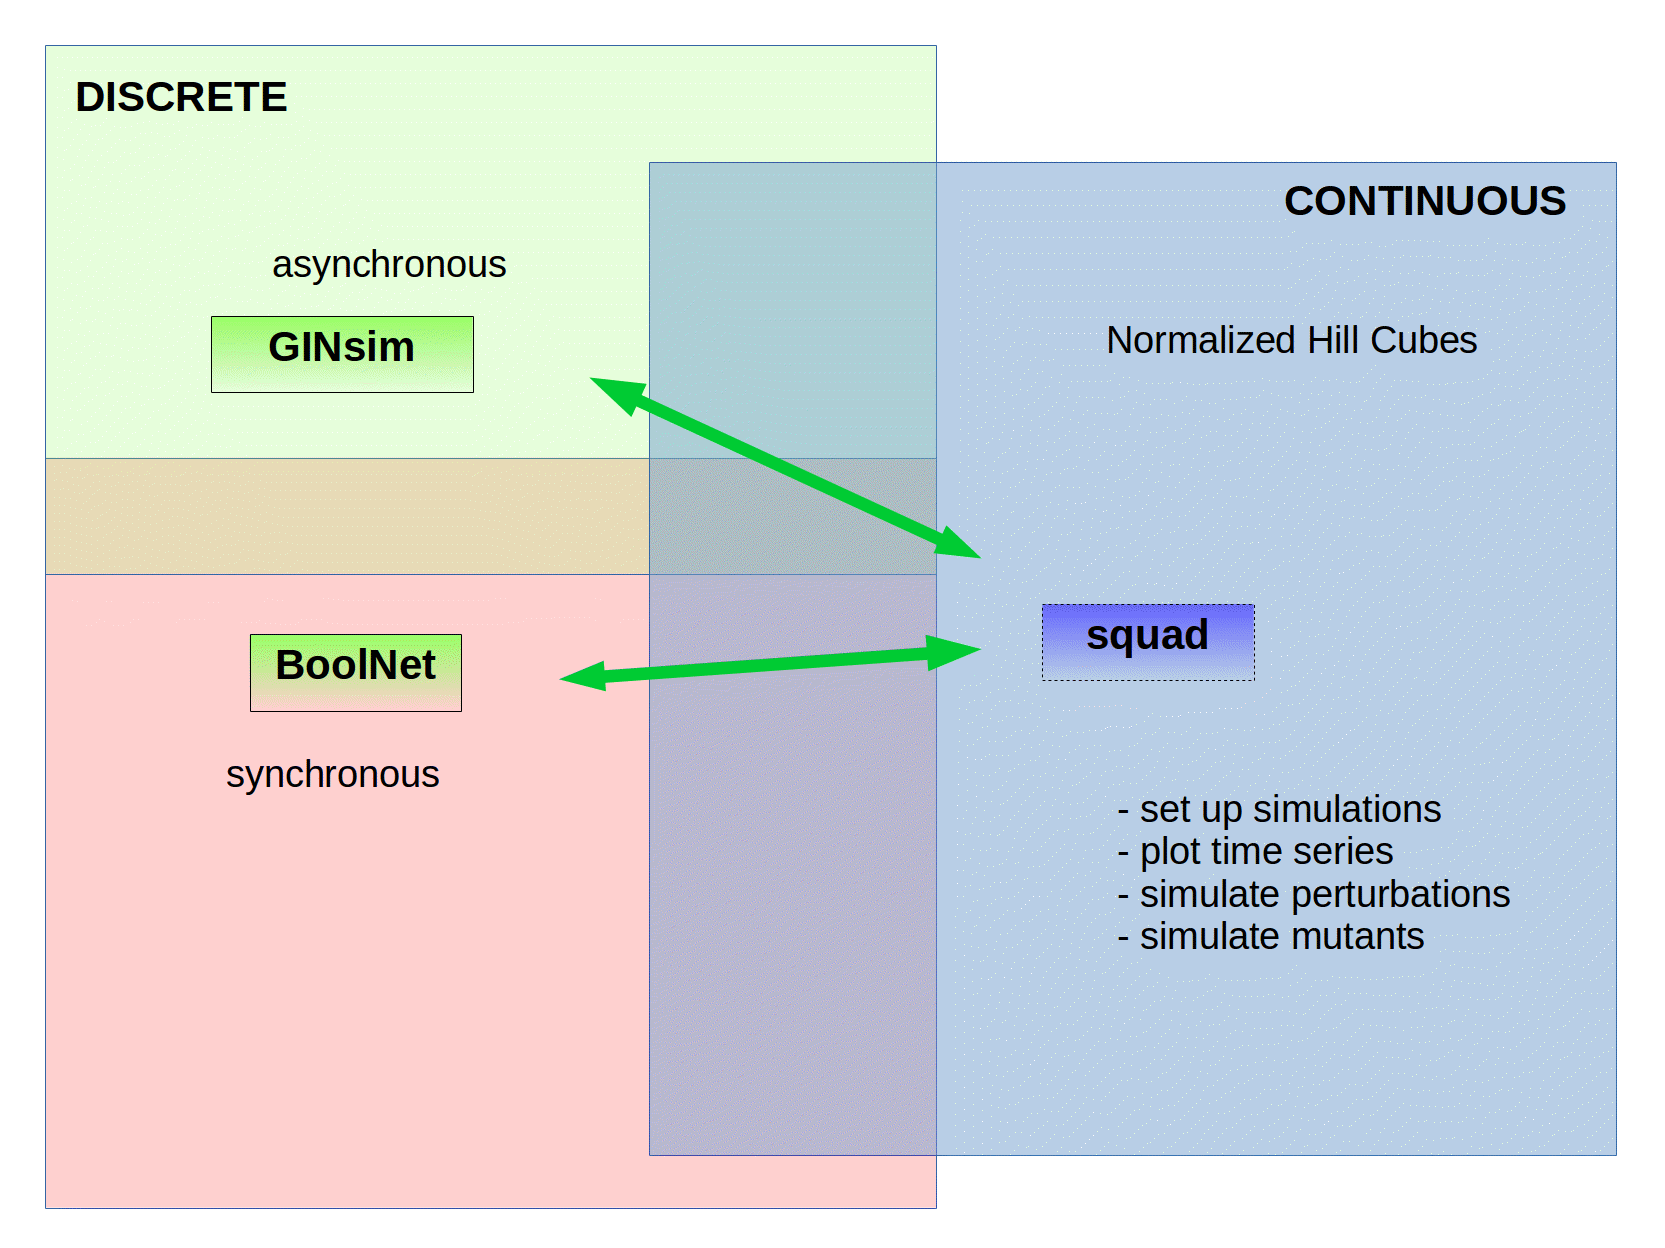 DISCRETE
CONTINUOUS
asynchronous
GINsim
Normalized Hill Cubes
squad
BoolNet
synchronous
- set up simulations
- plot time series
- simulate perturbations
- simulate mutants